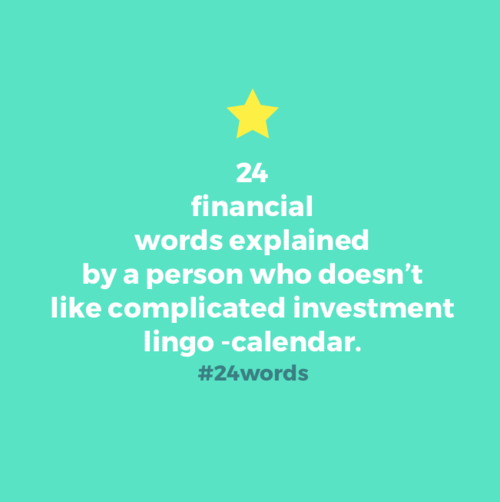 24
financial
words explained
by a person who doesn’t
like complicated investment
lingo -calendar.
#24words